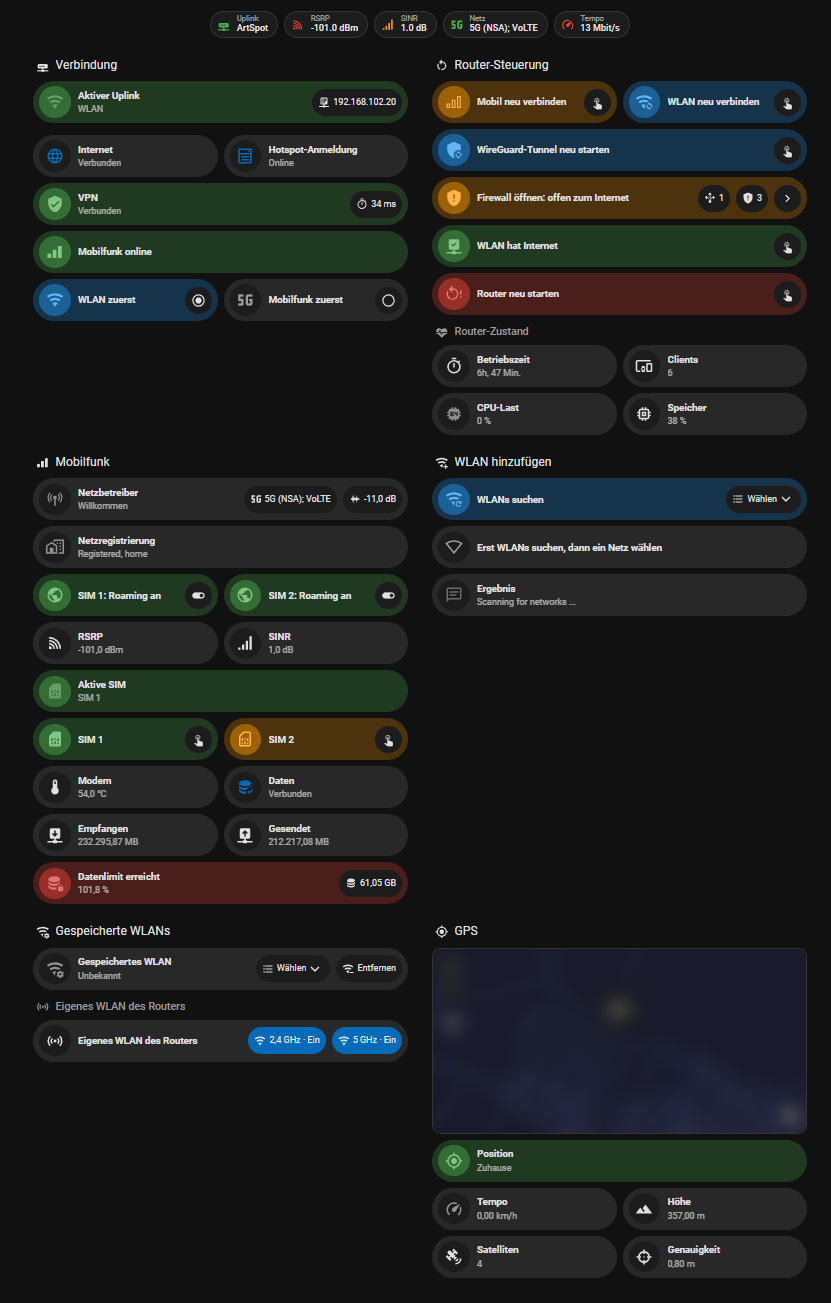 Uplink
ArtSpot
RSRP
-101.0 dBm
SINR
1.0 dB
5G
Netz
5G (NSA); VoLTE
Tempo
13 Mbit/s
Verbindung
Aktiver Uplink
WLAN
192.168.102.20
Internet
Verbunden
Hotspot-Anmeldung
Online
VPN
Verbunden
34 ms
Mobilfunk online
WLAN zuerst
5G
Mobilfunk zuerst
Router-Steuerung
Mobil neu verbinden
WLAN neu verbinden
WireGuard-Tunnel neu starten
Firewall öffnen: offen zum Internet
1
3
WLAN hat Internet
Router neu starten
Router-Zustand
Betriebszeit
6h, 47 Min.
Clients
6
CPU-Last
0 %
Speicher
38 %
Mobilfunk
Netzbetreiber
Willkommen
5G 5G (NSA); VoLTE
-11,0 dB
Netzregistrierung
Registered, home
SIM 1: Roaming an
SIM 2: Roaming an
RSRP
-101,0 dBm
SINR
1,0 dB
Aktive SIM
SIM 1
SIM 1
SIM 2
Modem
54,0 °C
Daten
Verbunden
Empfangen
232.295,87 MB
Gesendet
212.217,08 MB
Datenlimit erreicht
101,8 %
61,05 GB
WLAN hinzufügen
WLANs suchen
Wählen
Erst WLANs suchen, dann ein Netz wählen
Ergebnis
Scanning for networks ...
Gespeicherte WLANs
Gespeichertes WLAN
Unbekannt
Wählen
Entfernen
Eigenes WLAN des Routers
Eigenes WLAN des Routers
2,4 GHz · Ein
5 GHz · Ein
GPS
Position
Zuhause
Tempo
0,00 km/h
Höhe
357,00 m
Satelliten
4
Genauigkeit
0,80 m